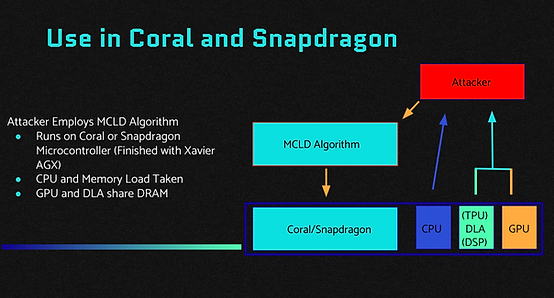 Use in Coral and Snapdragon
Attacker
Attacker Employs MCLD Algorithm
Runs on Coral or Snapdragon
Microcontroller (Finished with Xavier
AGX)
CPU and Memory Load Taken
GPU and DLA share DRAM
MCLD Algorithm
Coral/Snapdragon
CPU
(TPU)
DLA
(DSP)
GPU